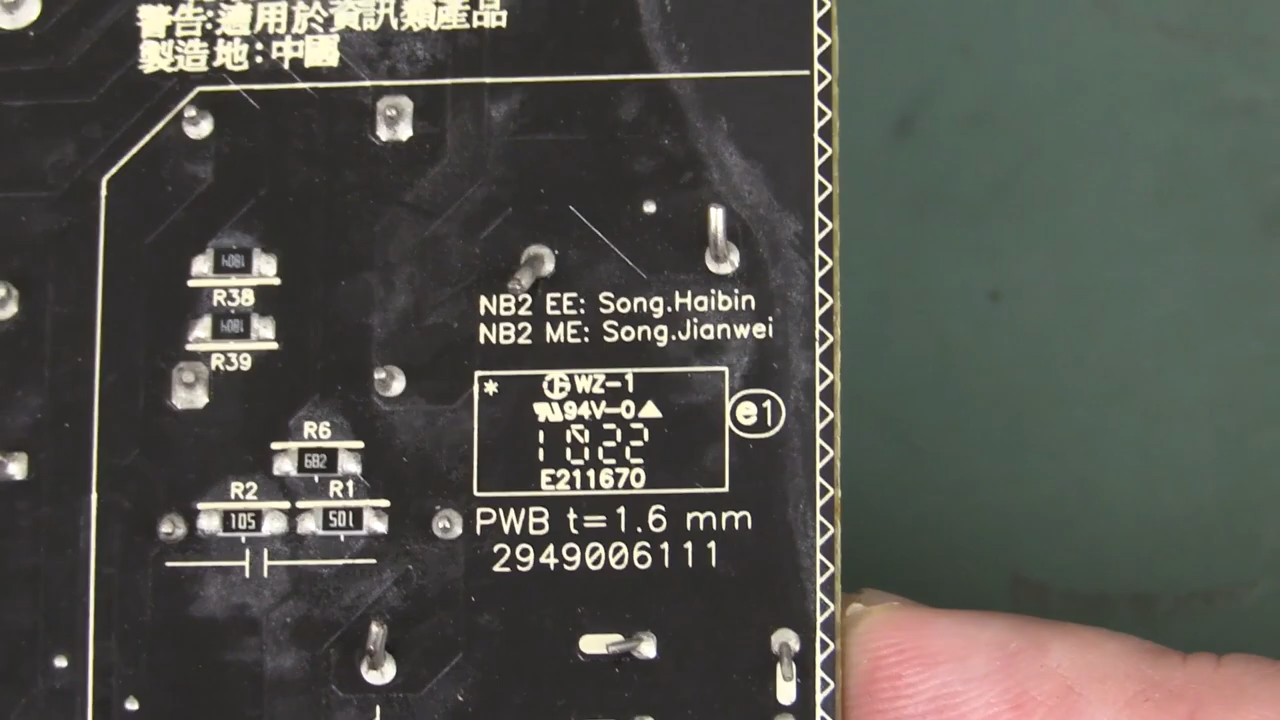 警告:適用於資訊類產品
製造地:中國
R38
R39
R6
682
R2
R1
105
501
NB2 EE: Song.Haibin
NB2 ME: Song.Jianwei
* WZ-1
94V-0
1022
E211670
e1
PWB t=1.6 mm
2949006111